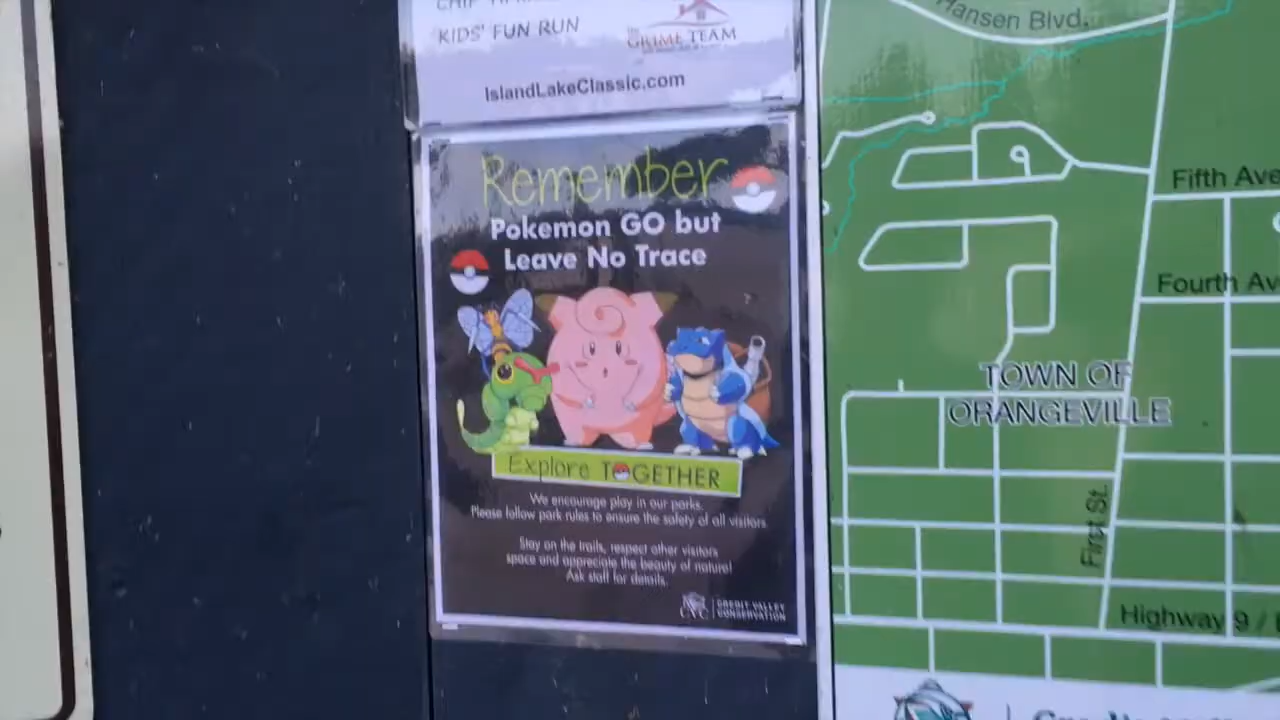 KIDS' FUN RUN
GRIME TEAM
IslandLakeClassic.com
Remember
Pokemon GO but
Leave No Trace
Explore TOGETHER
We encourage play in our parks.
Please follow park rules to ensure the safety of all visitors
Stay on the trails, respect other visitors
space and appreciate the beauty of nature!
Ask staff for details.
CVC
CREDIT VALLEY
CONSERVATION
Hansen Blvd.
Fifth Ave
Fourth Av
TOWN OF
ORANGEVILLE
First St.
Highway 9 /